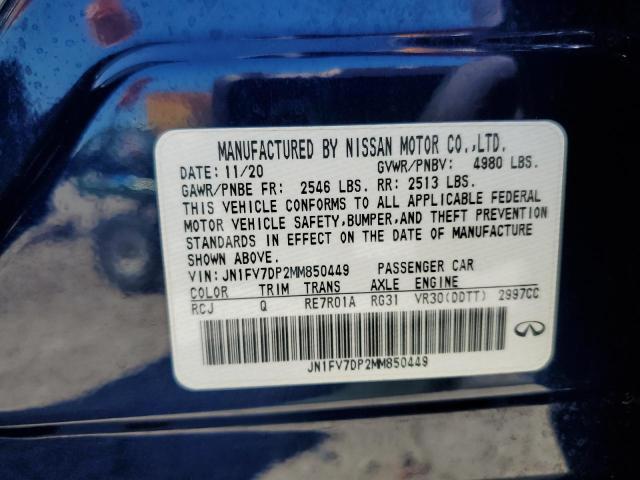 MANUFACTURED BY NISSAN MOTOR CO.,LTD.
DATE: 11/20 GVWR/PNBV: 4980 LBS.
GAWR/PNBE FR: 2546 LBS. RR: 2513 LBS.
THIS VEHICLE CONFORMS TO ALL APPLICABLE FEDERAL
MOTOR VEHICLE SAFETY,BUMPER,AND THEFT PREVENTION
STANDARDS IN EFFECT ON THE DATE OF MANUFACTURE
SHOWN ABOVE.
VIN: JN1FV7DP2MM850449 PASSENGER CAR
COLOR TRIM TRANS AXLE ENGINE
RCJ Q RE7R01A RG31 VR30(DDTT) 2997CC
JN1FV7DP2MM850449